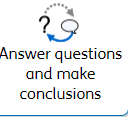 ?
Answer questions
and make
conclusions